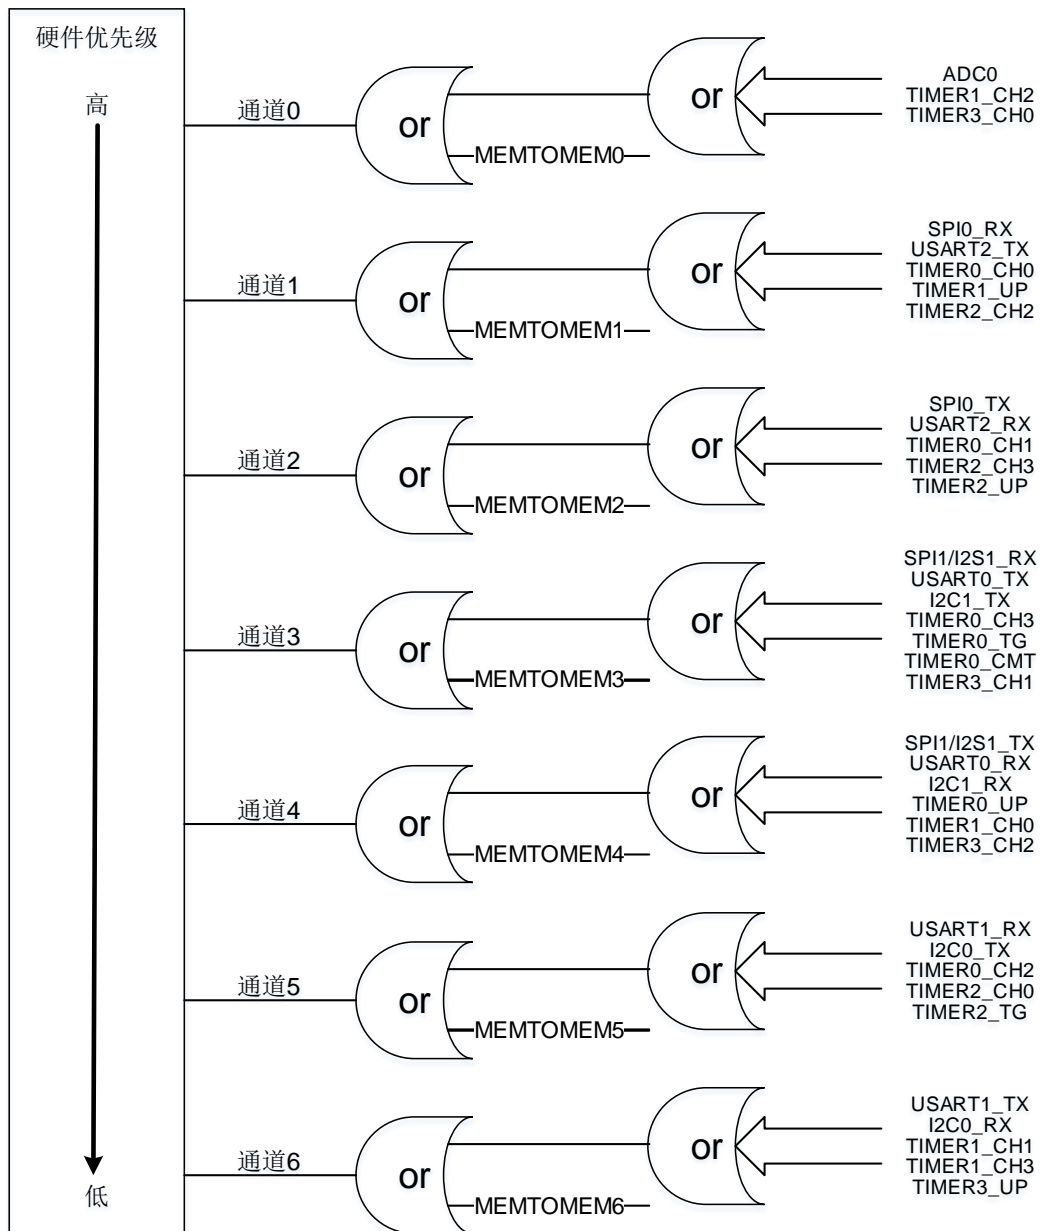 硬件优先级
高
低
通道0
or
MEMTOMEM0
or
ADC0
TIMER1_CH2
TIMER3_CH0
通道1
or
MEMTOMEM1
or
SPI0_RX
USART2_TX
TIMER0_CH0
TIMER1_UP
TIMER2_CH2
通道2
or
MEMTOMEM2
or
SPI0_TX
USART2_RX
TIMER0_CH1
TIMER2_CH3
TIMER2_UP
通道3
or
MEMTOMEM3
or
SPI1/I2S1_RX
USART0_TX
I2C1_TX
TIMER0_CH3
TIMER0_TG
TIMER0_CMT
TIMER3_CH1
通道4
or
MEMTOMEM4
or
SPI1/I2S1_TX
USART0_RX
I2C1_RX
TIMER0_UP
TIMER1_CH0
TIMER3_CH2
通道5
or
MEMTOMEM5
or
USART1_RX
I2C0_TX
TIMER0_CH2
TIMER2_CH0
TIMER2_TG
通道6
or
MEMTOMEM6
or
USART1_TX
I2C0_RX
TIMER1_CH1
TIMER1_CH3
TIMER3_UP